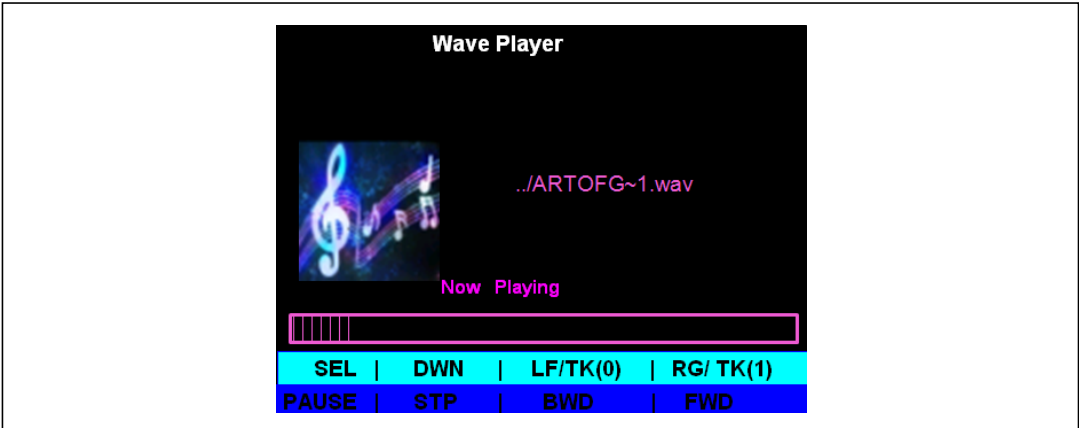 Wave Player
../ARTOFG~1.wav
Now Playing
SEL | DWN | LF/TK(0) | RG/ TK(1)
PAUSE | STP | BWD | FWD